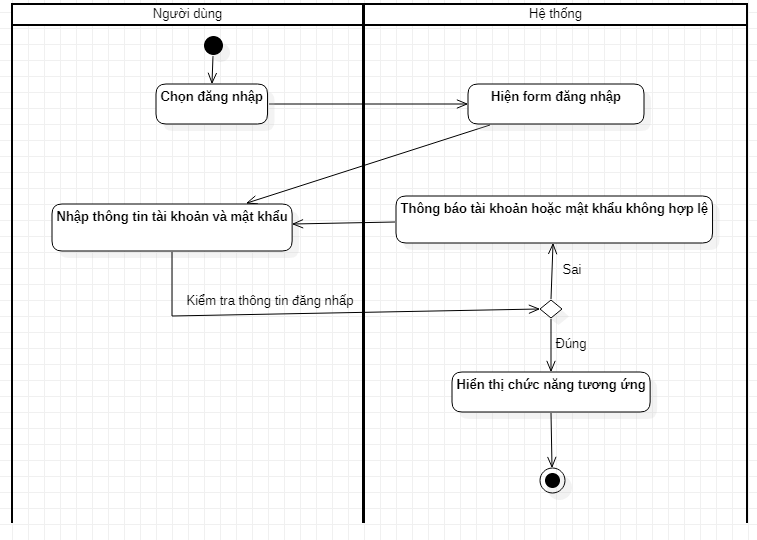 Người dùng
Hệ thống
Chọn đăng nhập
Hiện form đăng nhập
Nhập thông tin tài khoản và mật khẩu
Thông báo tài khoản hoặc mật khẩu không hợp lệ
Sai
Kiểm tra thông tin đăng nhấp
Đúng
Hiển thị chức năng tương ứng